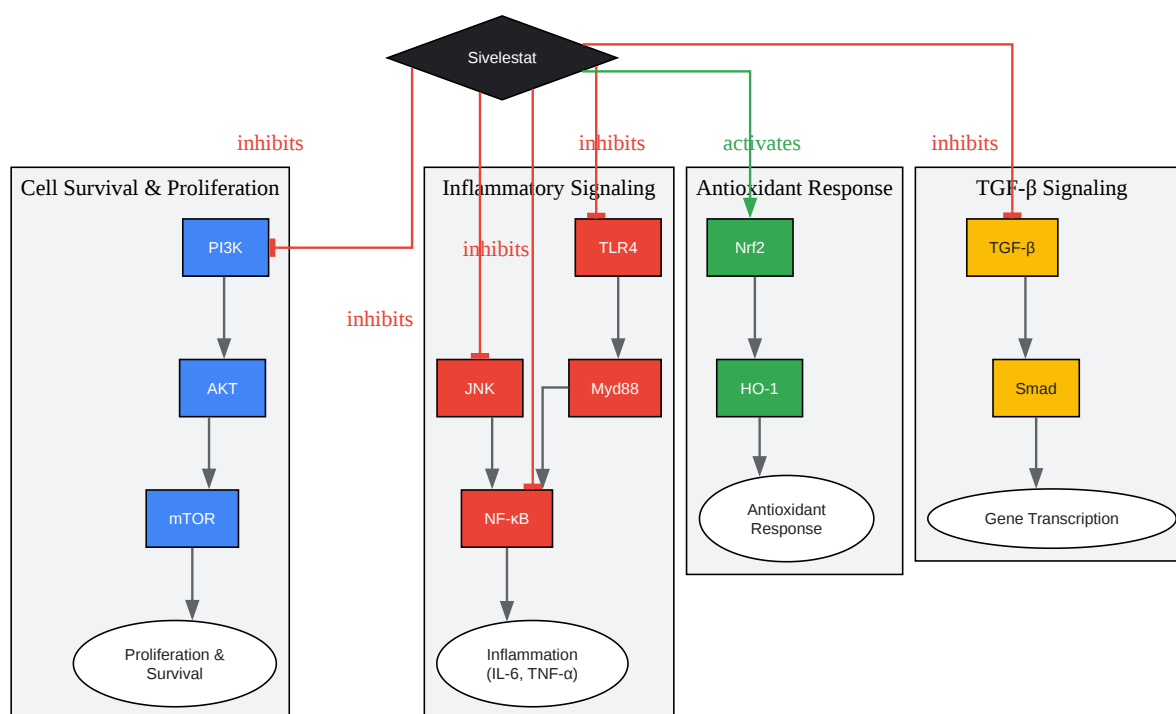 Sivelestat
inhibits
inhibits
activates
inhibits
Cell Survival & Proliferation
Inflammatory Signaling
Antioxidant Response
TGF-β Signaling
PI3K
inhibits
TLR4
Nrf2
TGF-β
inhibits
AKT
JNK
Myd88
HO-1
Smad
mTOR
NF-κB
Antioxidant
Response
Gene Transcription
Proliferation &
Survival
Inflammation
(IL-6, TNF-α)